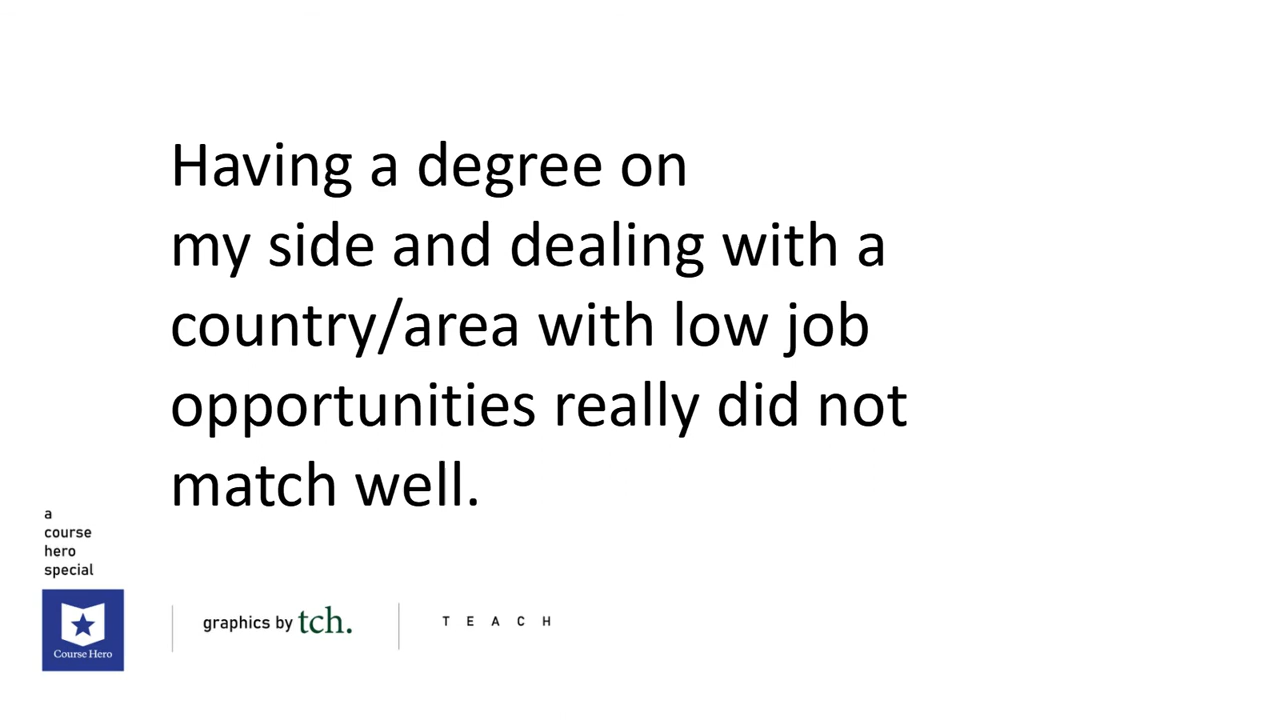 Having a degree on
my side and dealing with a
country/area with low job
opportunities really did not
match well.
a
course
hero
special
Course Hero
graphics by tch.
TEACH